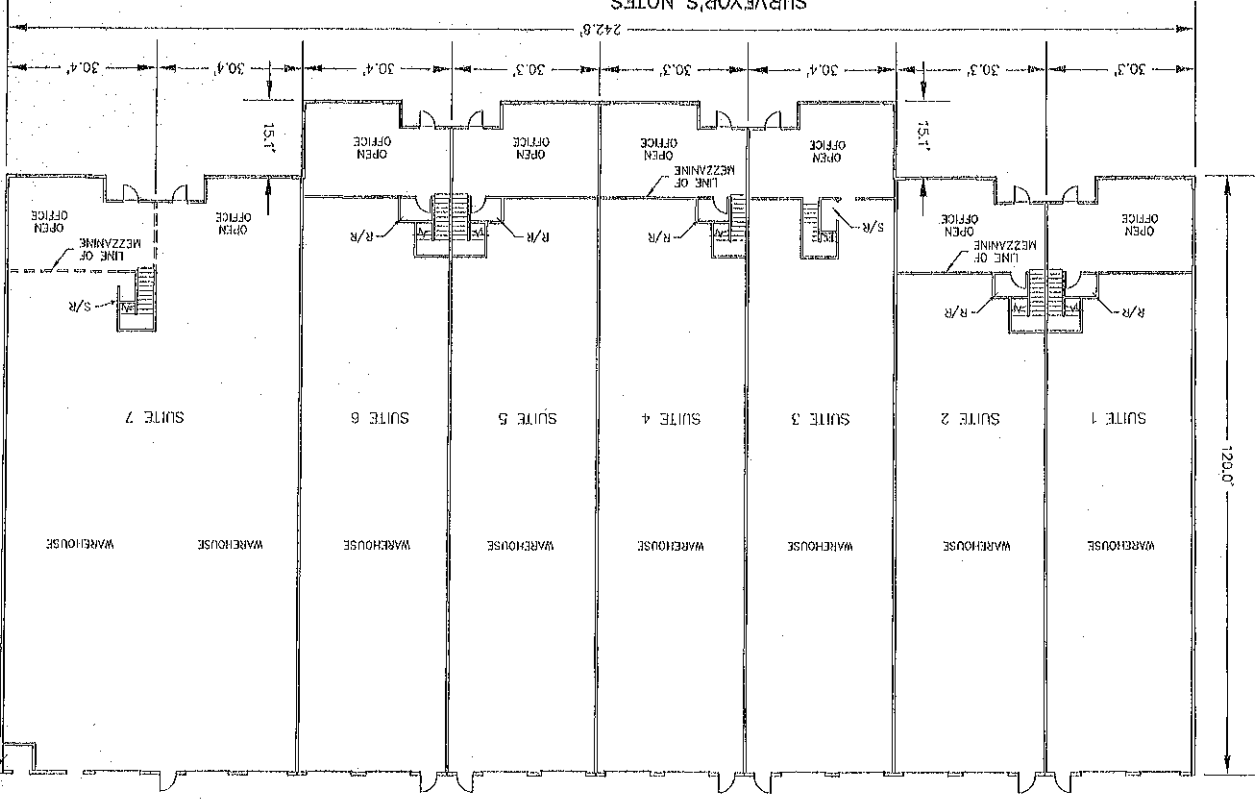 SURVEYOR'S NOTES
242.8'
30.3' 30.3' 30.4' 30.3' 30.3' 30.4' 30.4' 30.4'
15.1' 15.1'
OPEN
OFFICE
OPEN
OFFICE
OPEN
OFFICE
OPEN
OFFICE
LINE OF
MEZZANINE
S/R R/R R/R R/R
OPEN
OFFICE
OPEN
OFFICE
OPEN
OFFICE
OPEN
OFFICE
LINE OF
MEZZANINE
LINE OF
MEZZANINE
R/R R/R S/R
SUITE 1 SUITE 2 SUITE 3 SUITE 4 SUITE 5 SUITE 6 SUITE 7
120.0'
WAREHOUSE WAREHOUSE WAREHOUSE WAREHOUSE WAREHOUSE WAREHOUSE WAREHOUSE WAREHOUSE